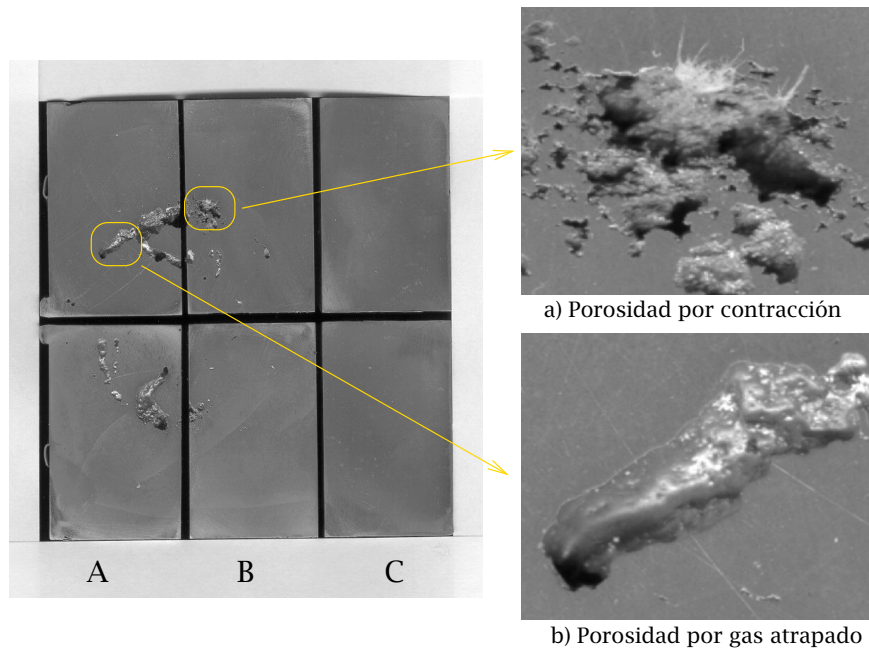 a) Porosidad por contracción
A B C
b) Porosidad por gas atrapado